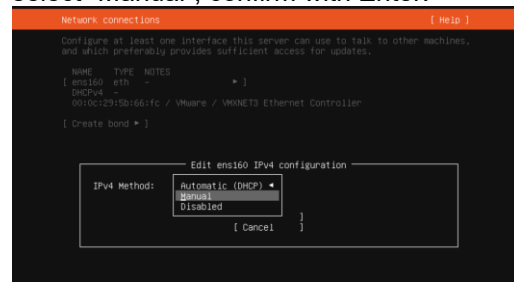 select "Manual", confirm with Enter.
Network connections [ Help ]
Configure at least one interface this server can use to talk to other machines,
and which preferably provides sufficient access for updates.
NAME TYPE NOTES
[ ens160 eth - ▸ ]
DHCPv4 -
00:0c:29:5b:66:fc / VMware / VMXNET3 Ethernet Controller
[ Create bond ▸ ]
Edit ens160 IPv4 configuration
IPv4 Method: Automatic (DHCP) ◂
Manual
Disabled
]
[ Cancel ]